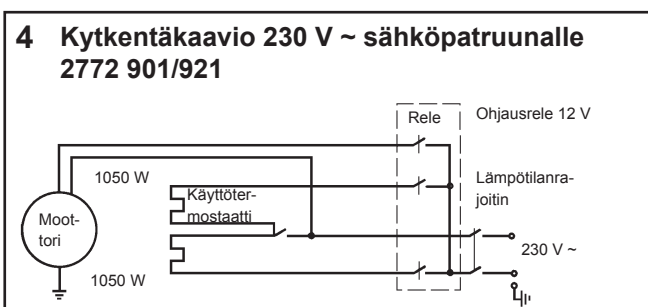 4 Kytkentäkaavio 230 V ~ sähköpatruunalle
2772 901/921
Rele
Ohjausrele 12 V
1050 W
Käyttöter-
mostaatti
Lämpötilanra-
joitin
Moot-
tori
230 V ~
1050 W